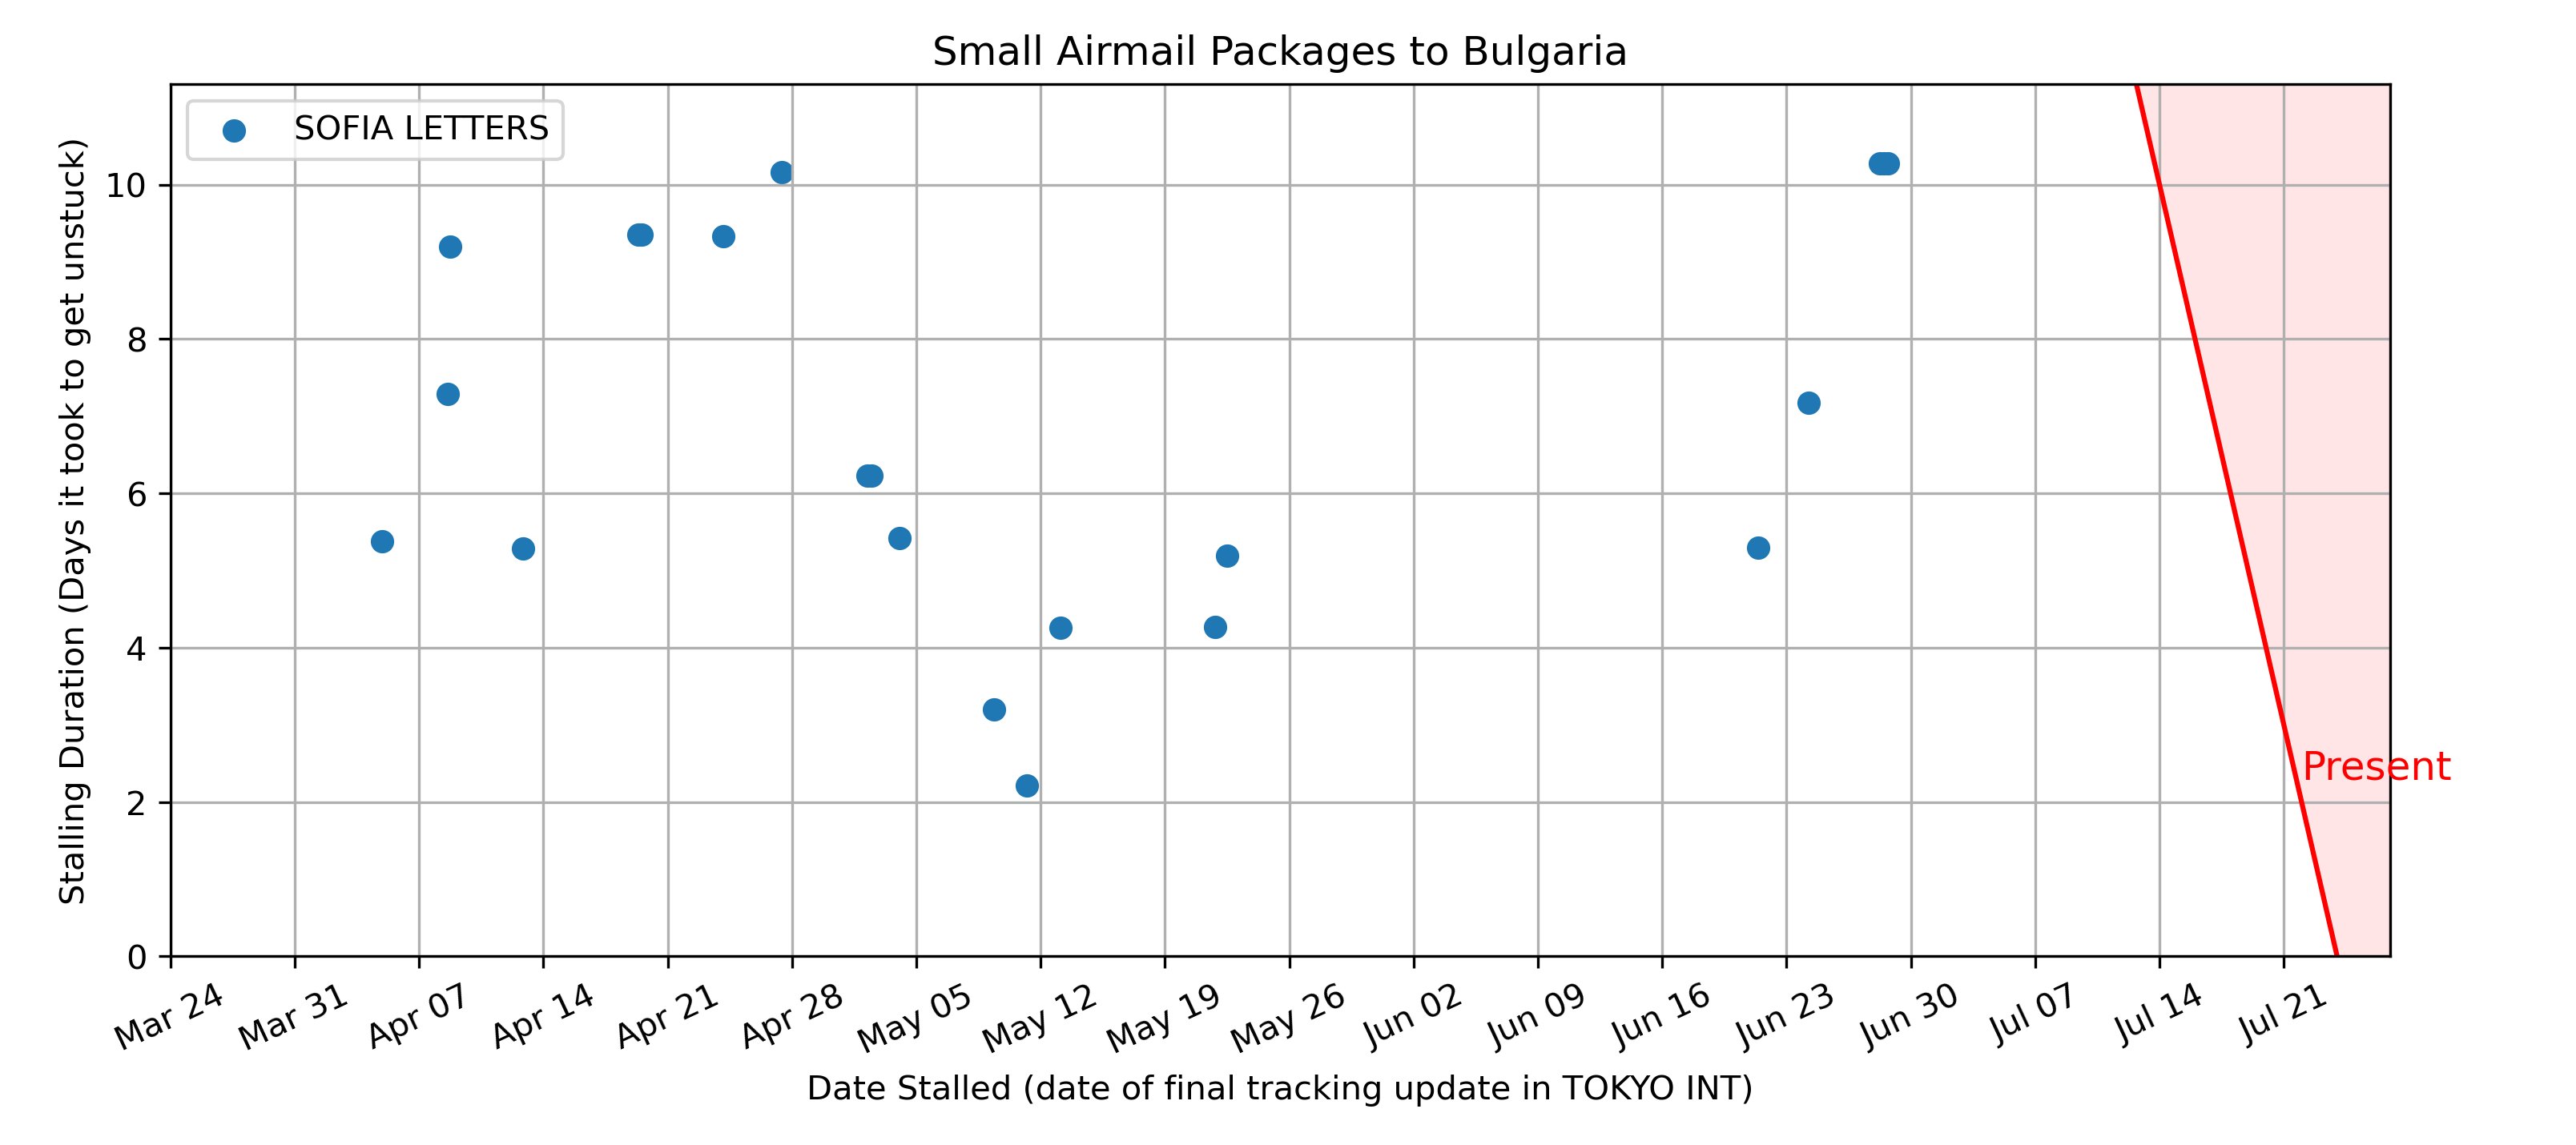 Small Airmail Packages to Bulgaria
SOFIA LETTERS
Stalling Duration (Days it took to get unstuck)
10
8
6
4
2
0
Present
Mar 24
Mar 31
Apr 07
Apr 14
Apr 21
Apr 28
May 05
May 12
May 19
May 26
Jun 02
Jun 09
Jun 16
Jun 23
Jun 30
Jul 07
Jul 14
Jul 21
Date Stalled (date of final tracking update in TOKYO INT)